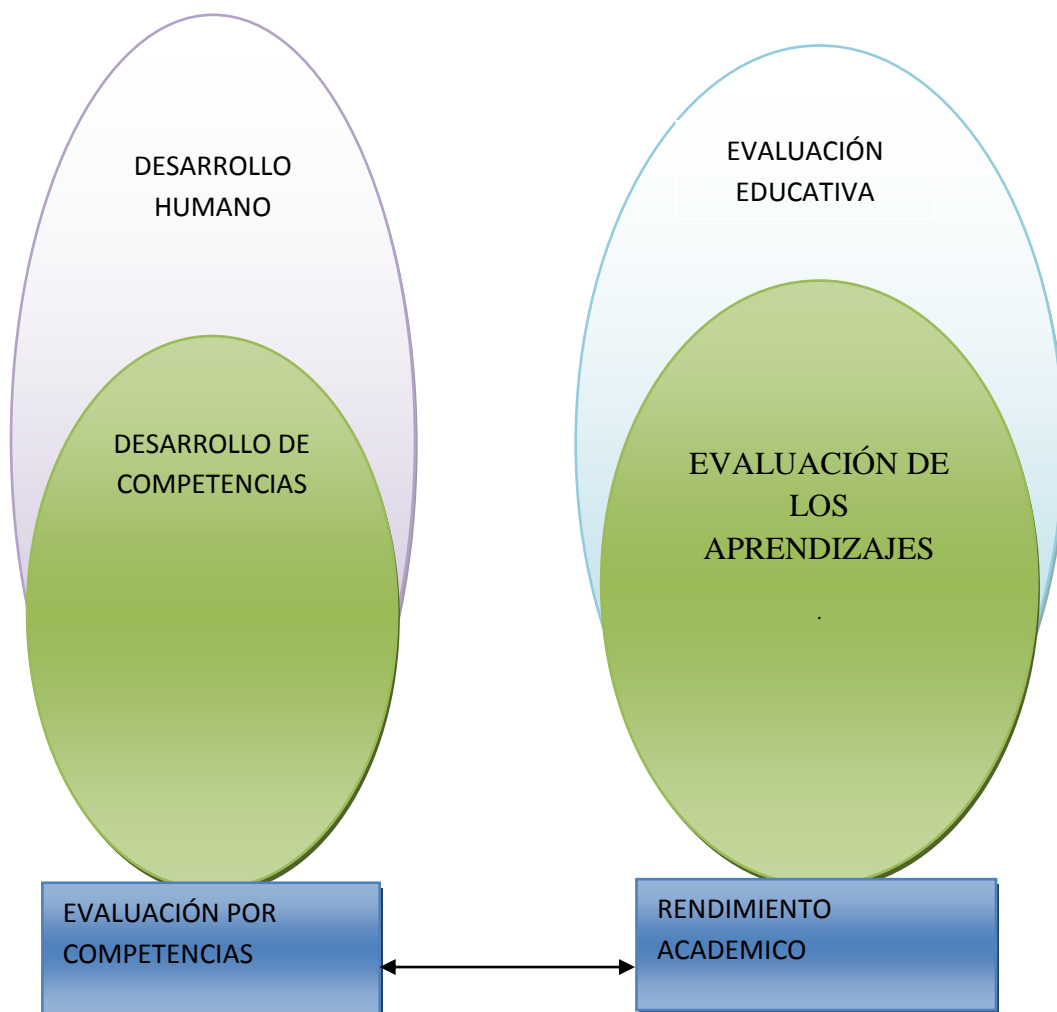 DESARROLLO
HUMANO
DESARROLLO DE
COMPETENCIAS
EVALUACIÓN POR
COMPETENCIAS
EVALUACIÓN
EDUCATIVA
EVALUACIÓN DE
LOS
APRENDIZAJES
.
RENDIMIENTO
ACADEMICO